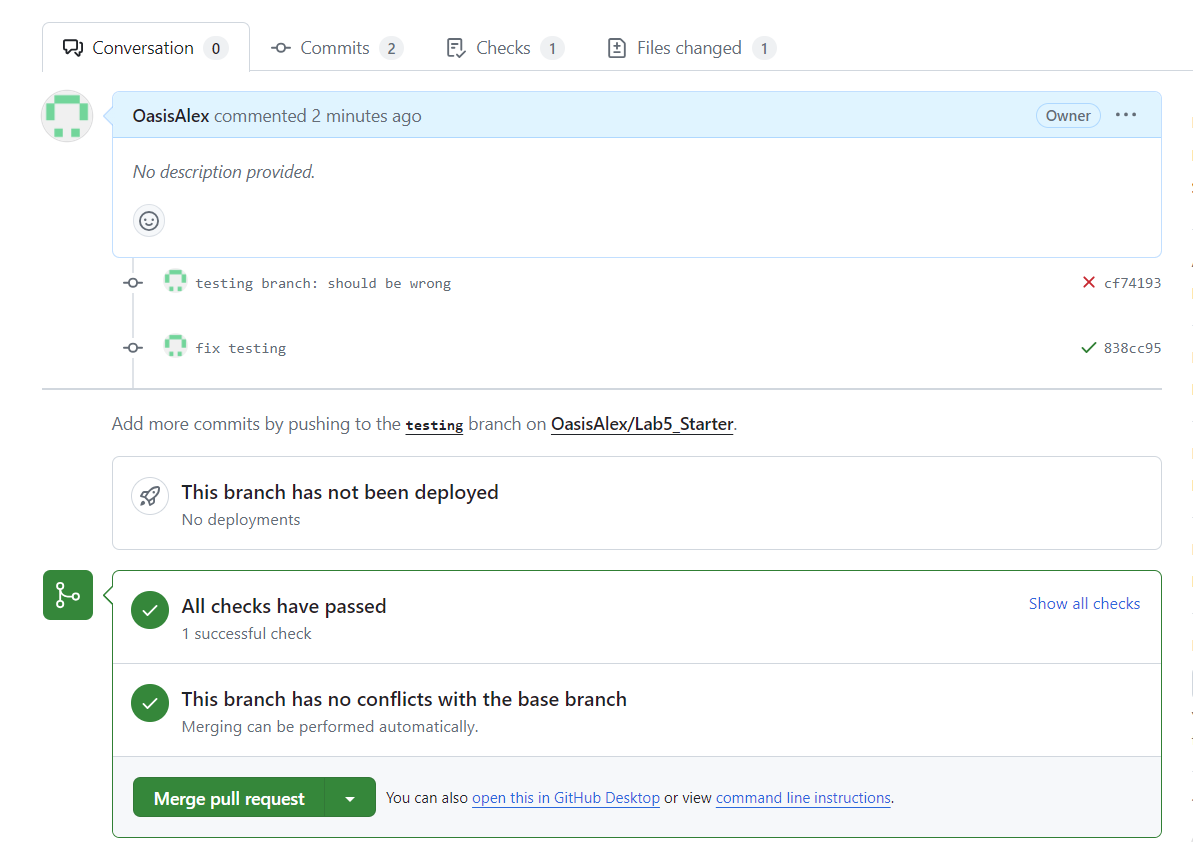 Conversation 0 Commits 2 Checks 1 Files changed 1
OasisAlex commented 2 minutes ago Owner
No description provided.
testing branch: should be wrong cf74193
fix testing 838cc95
Add more commits by pushing to the testing branch on OasisAlex/Lab5_Starter.
This branch has not been deployed
No deployments
All checks have passed Show all checks
1 successful check
This branch has no conflicts with the base branch
Merging can be performed automatically.
Merge pull request You can also open this in GitHub Desktop or view command line instructions.